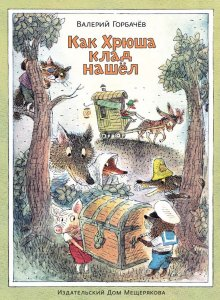 Валерий Горбачёв
Как Хрюша
клад
нашёл
Издательский Дом Мещерякова